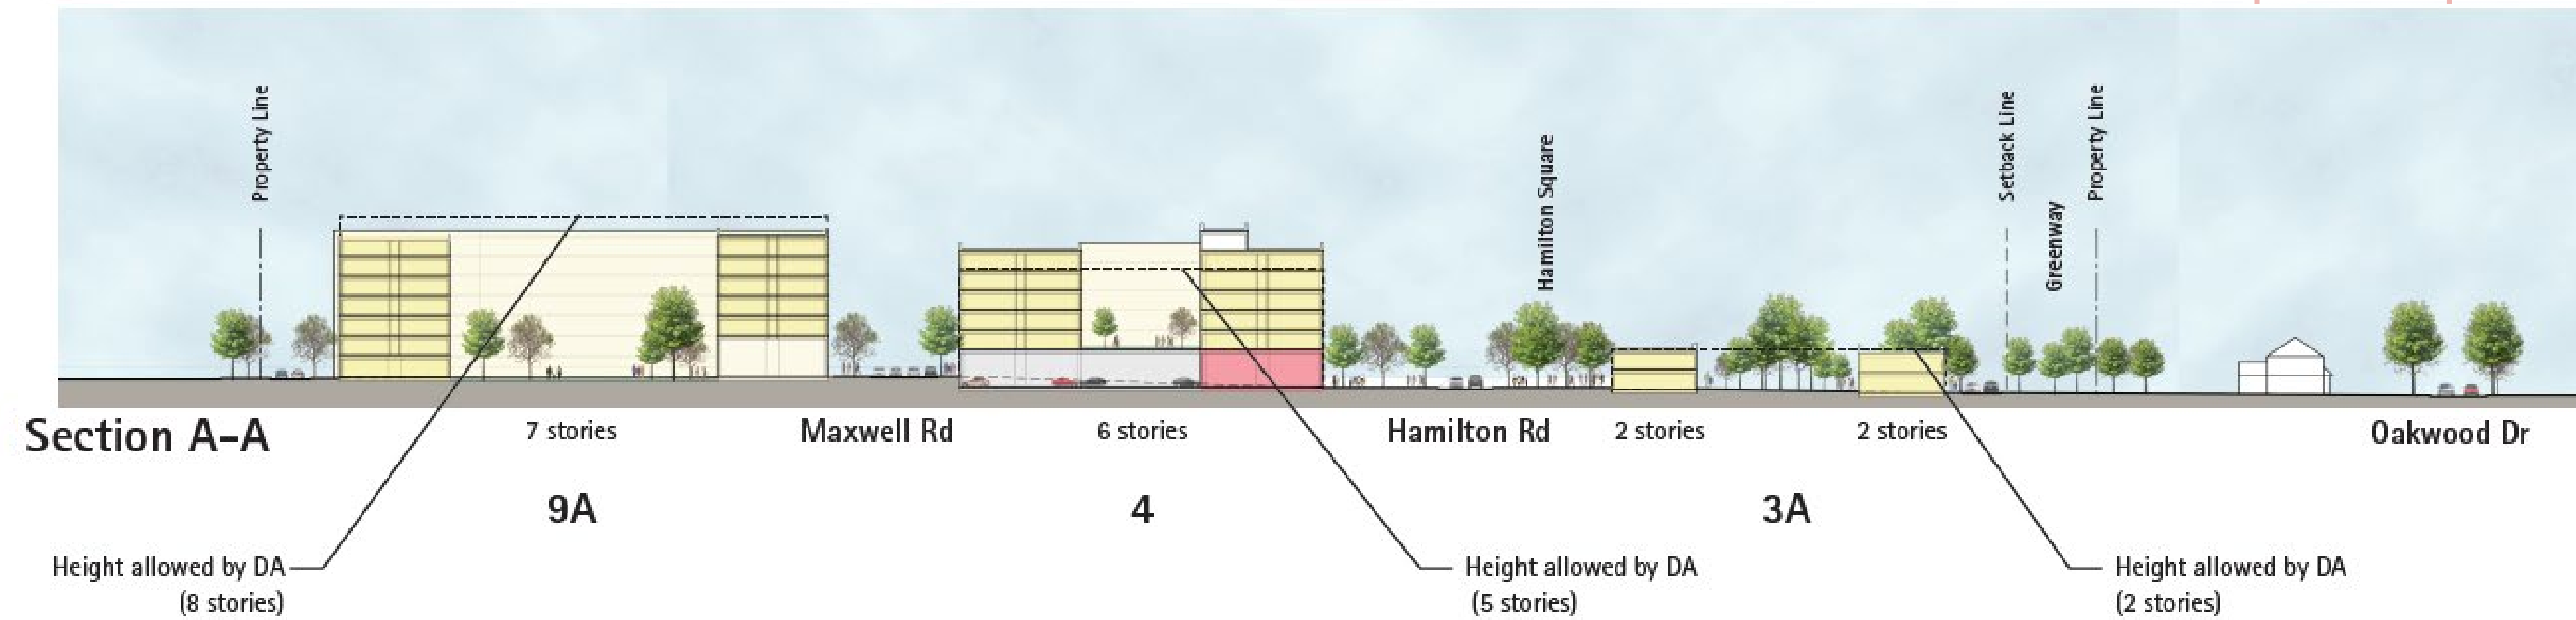 Property Line
Hamilton Square
Setback Line
Greenway
Property Line
Section A-A
7 stories
Maxwell Rd
6 stories
Hamilton Rd
2 stories
2 stories
Oakwood Dr
9A
4
3A
Height allowed by DA
(8 stories)
Height allowed by DA
(5 stories)
Height allowed by DA
(2 stories)